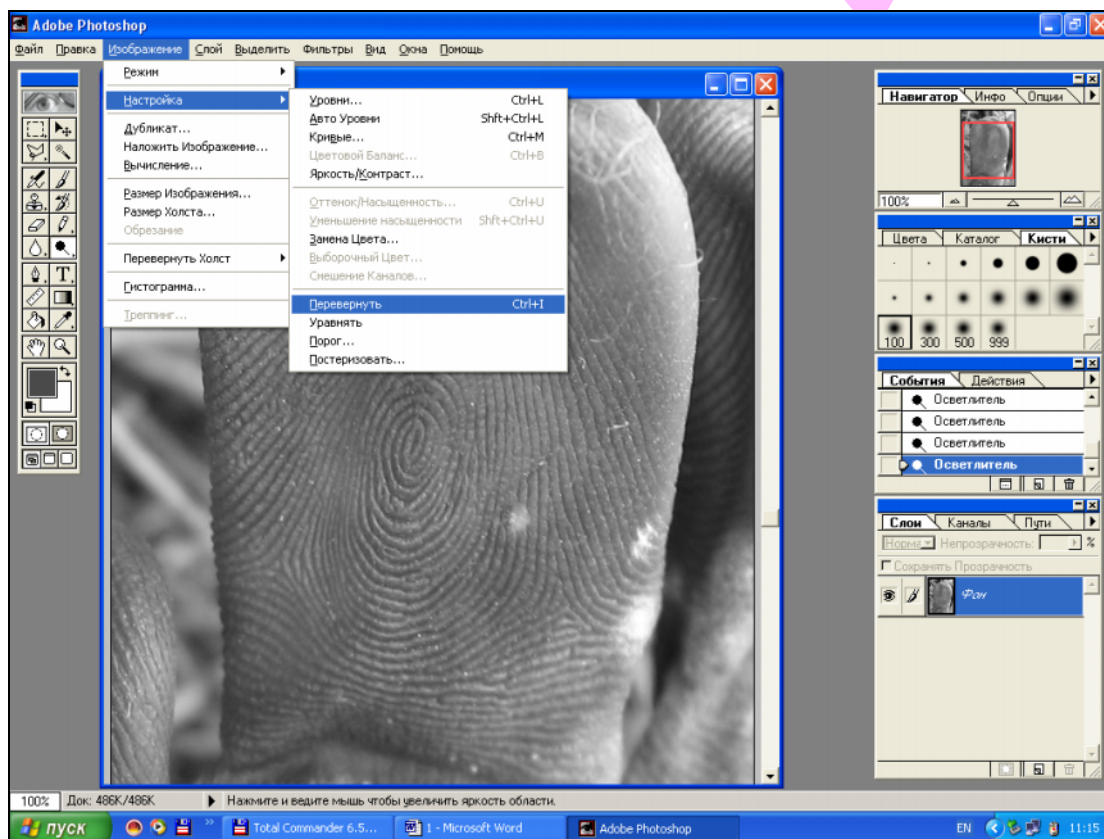 Adobe Photoshop
Файл Правка Изображение Слой Выделить Фильтры Вид Окна Помощь
Режим
Настройка
Дубликат...
Наложить Изображение...
Вычисление...
Размер Изображения...
Размер Холста...
Обрезание
Перевернуть Холст
Гистограмма...
Треппинг...
Уровни... Ctrl+L
Авто Уровни Shft+Ctrl+L
Кривые... Ctrl+M
Цветовой Баланс... Ctrl+B
Яркость/Контраст...
Оттенок/Насыщенность... Ctrl+U
Уменьшение насыщенности Shft+Ctrl+U
Замена Цвета...
Выборочный Цвет...
Смешение Каналов...
Перевернуть Ctrl+I
Уравнять
Порог...
Постеризовать...
Навигатор Инфо Опции
100%
Цвета Каталог Кисти
100 300 500 999
События Действия
Осветлитель
Осветлитель
Осветлитель
Осветлитель
Слои Каналы Пути
Норма Непрозрачность: %
Сохранять Прозрачность
Фон
100% Док: 486K/486K Нажмите и ведите мышь чтобы увеличить яркость области.
пуск Total Commander 6.5... 1 - Microsoft Word Adobe Photoshop EN 11:15